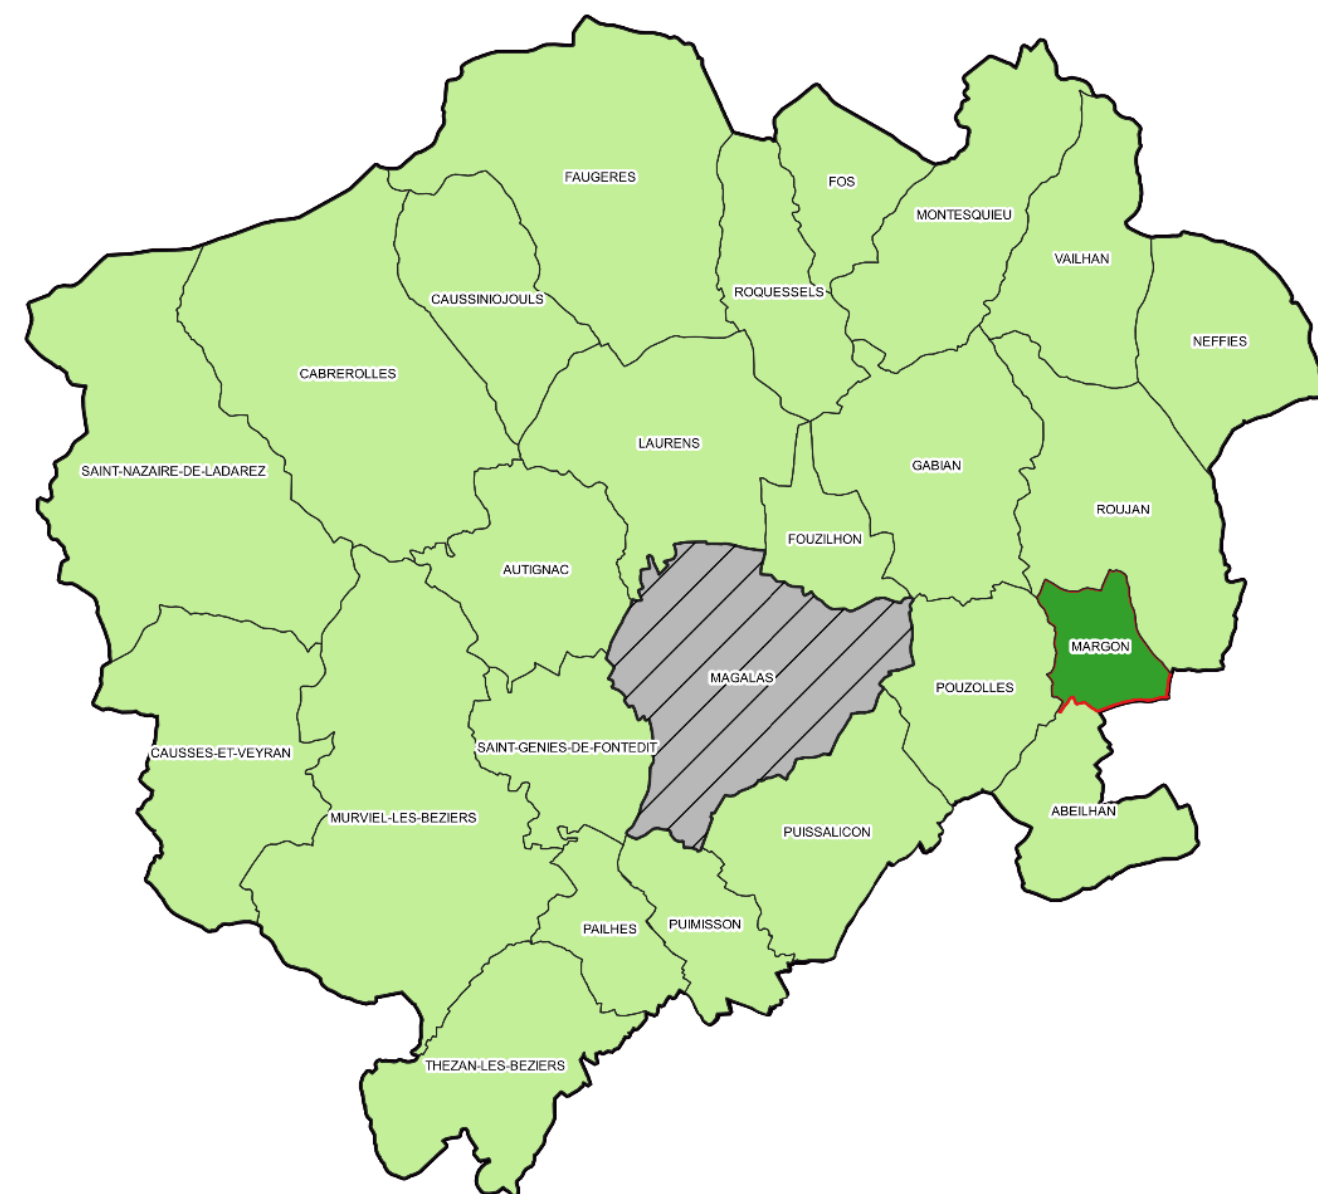 FAUGERES
FOS
MONTESQUIEU
VAILHAN
CAUSSINIOJOULS
ROQUESSELS
NEFFIES
CABREROLLES
LAURENS
GABIAN
SAINT-NAZAIRE-DE-LADAREZ
ROUJAN
FOUZILHON
AUTIGNAC
MARGON
MAGALAS
POUZOLLES
SAINT-GENIES-DE-FONTEDIT
CAUSSES-ET-VEYRAN
ABEILHAN
MURVIEL-LES-BEZIERS
PUISSALICON
PUIMISSON
PAILHES
THEZAN-LES-BEZIERS